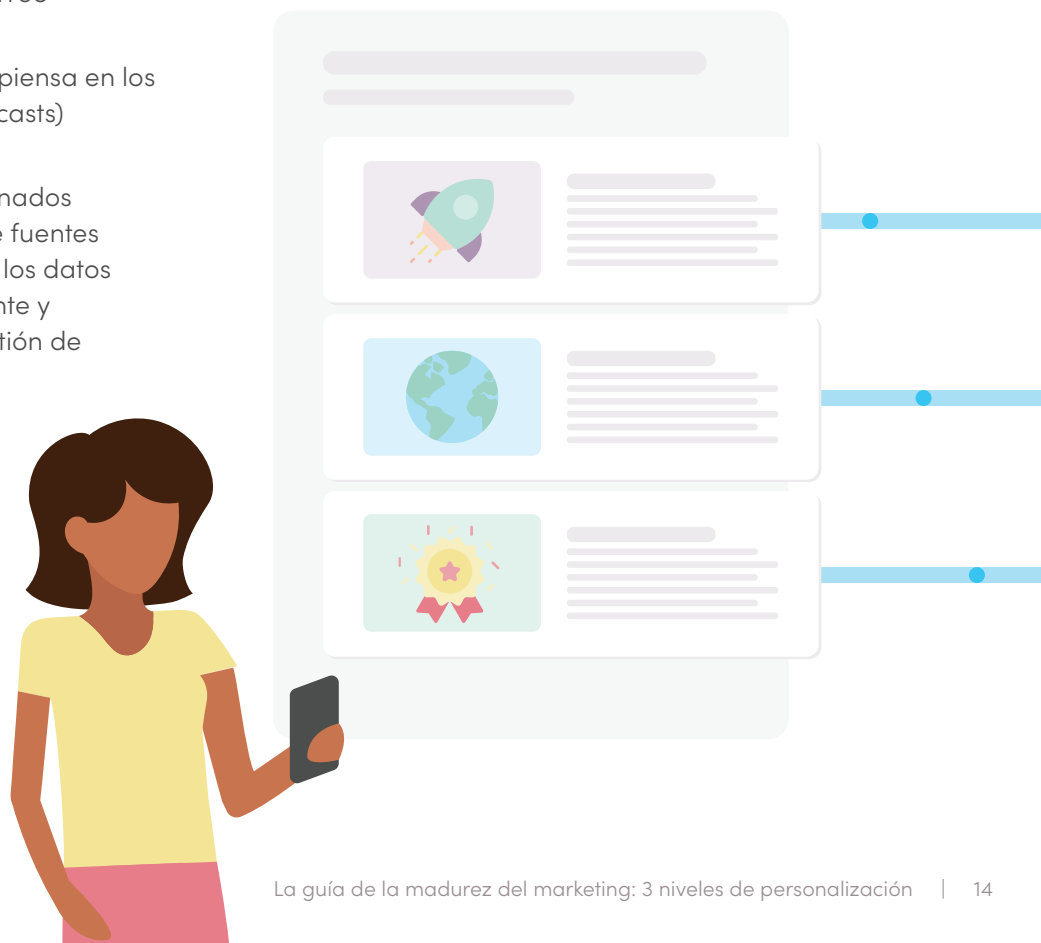 piensa en los
casts)
nados
e fuentes
los datos
nte y
tión de
La guía de la madurez del marketing: 3 niveles de personalización | 14